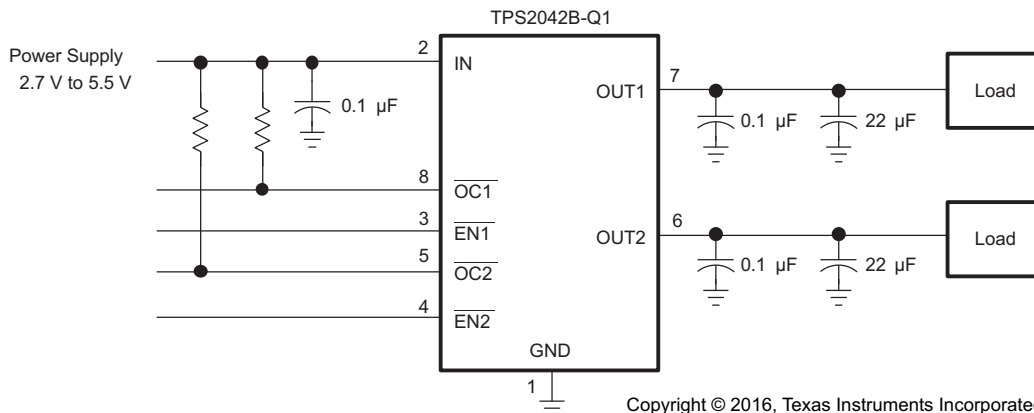 TPS2042B-Q1
Power Supply
2.7 V to 5.5 V
2
IN
0.1 µF
8
OC1
3
EN1
5
OC2
4
EN2
GND
1
7
OUT1
0.1 µF
22 µF
Load
6
OUT2
0.1 µF
22 µF
Load
Copyright © 2016, Texas Instruments Incorporate